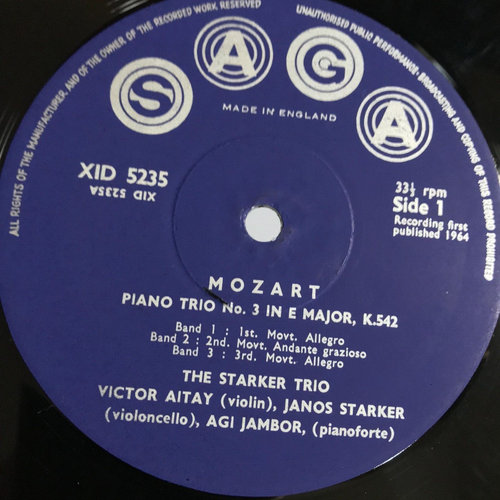 ALL RIGHTS OF THE MANUFACTURER, AND OF THE OWNER, OF THE RECORDED WORK RESERVED
UNAUTHORISED PUBLIC PERFORMANCE, BROADCASTING AND COPYING OF THIS RECORD PROHIBITED
SAGA
MADE IN ENGLAND
XID 5235
XID 5235A
33⅓ rpm
Side 1
Recording first
published 1964
MOZART
PIANO TRIO No. 3 IN E MAJOR, K.542
Band 1 : 1st. Movt. Allegro
Band 2 : 2nd. Movt. Andante grazioso
Band 3 : 3rd. Movt. Allegro
THE STARKER TRIO
VICTOR AITAY (violin), JANOS STARKER
(violoncello), AGI JAMBOR, (pianoforte)